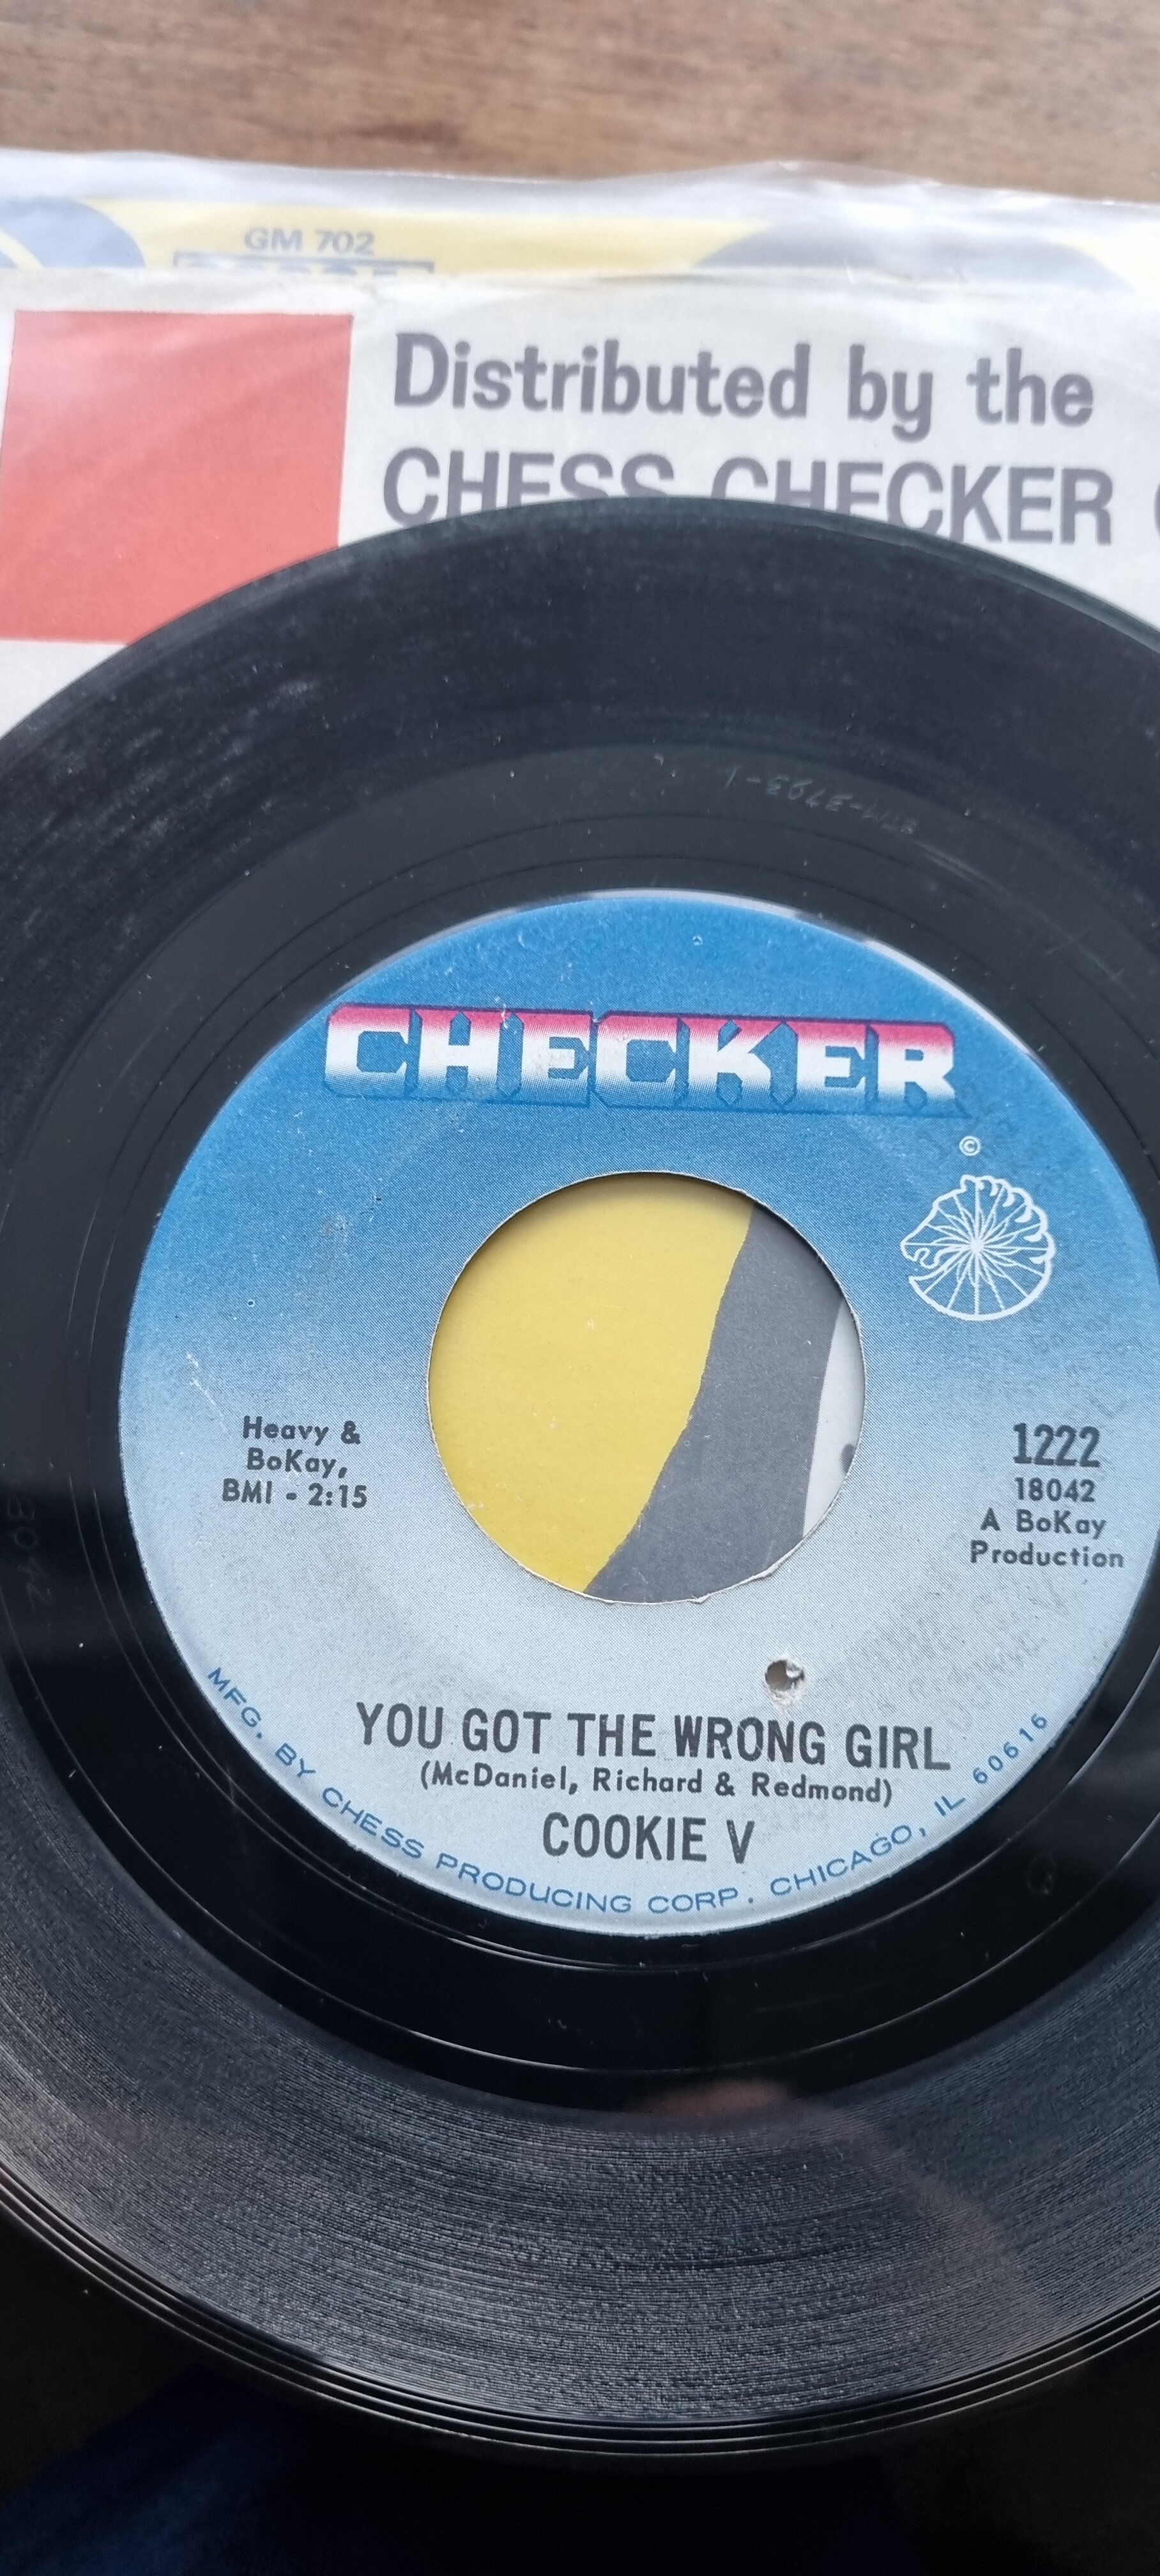 GM 702
Distributed by the
CHESS CHECKER
CHECKER
©
Heavy &
BoKay,
BMI - 2:15
1222
18042
A BoKay
Production
YOU GOT THE WRONG GIRL
(McDaniel, Richard & Redmond)
COOKIE V
MFG. BY CHESS PRODUCING CORP. CHICAGO, IL 60616